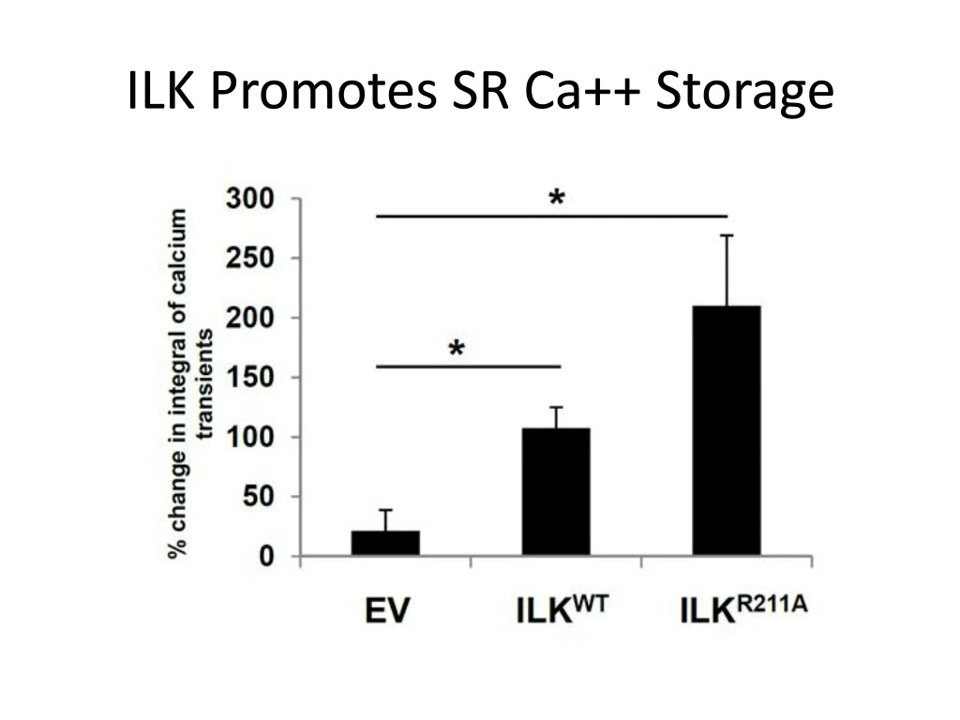 ILK Promotes SR Ca++ Storage
% change in integral of calcium
transients
300
250
200
150
100
50
0
*
*
EV
ILKWT
ILKR211A